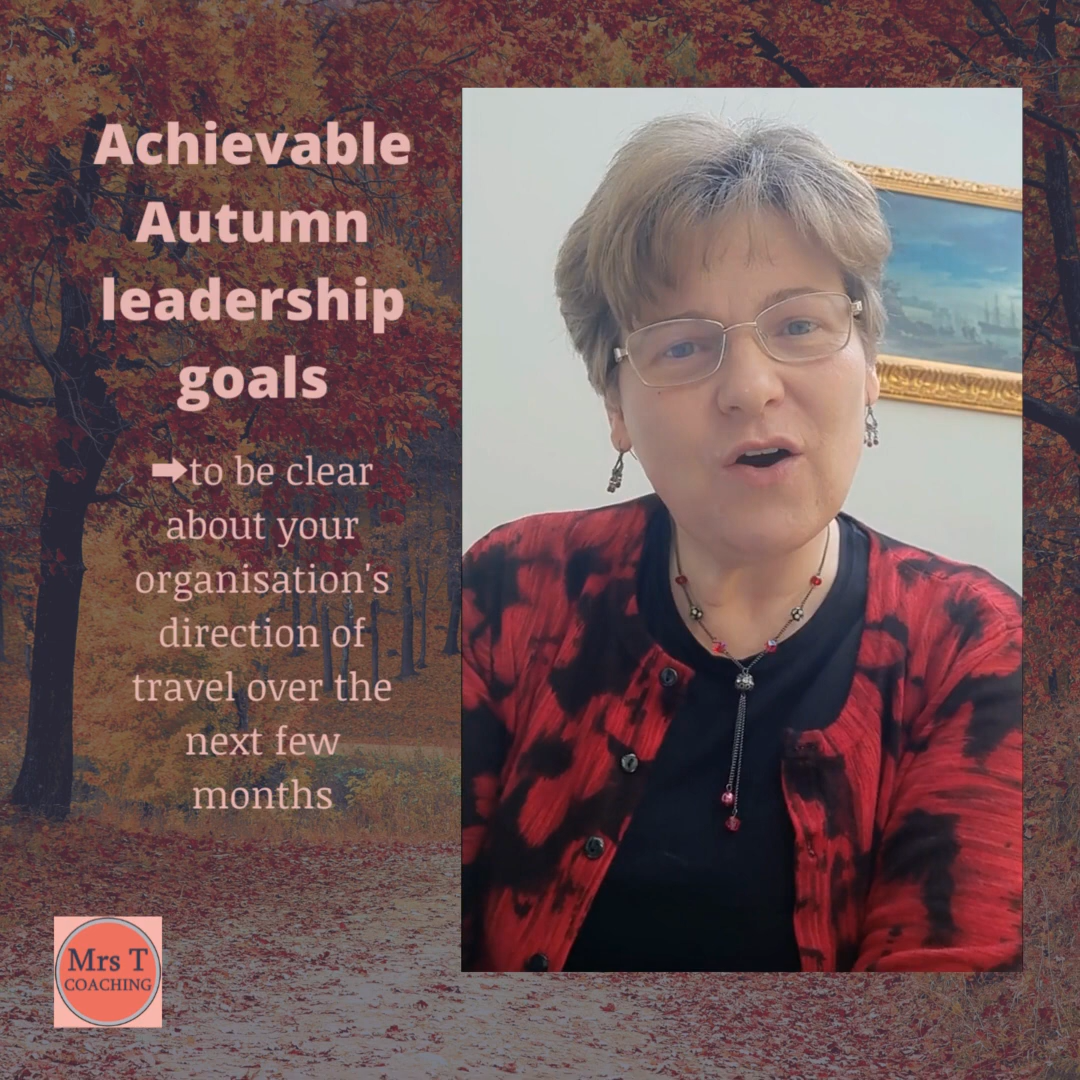 Achievable
Autumn
leadership
goals
➡to be clear
about your
organisation's
direction of
travel over the
next few
months
Mrs T
COACHING